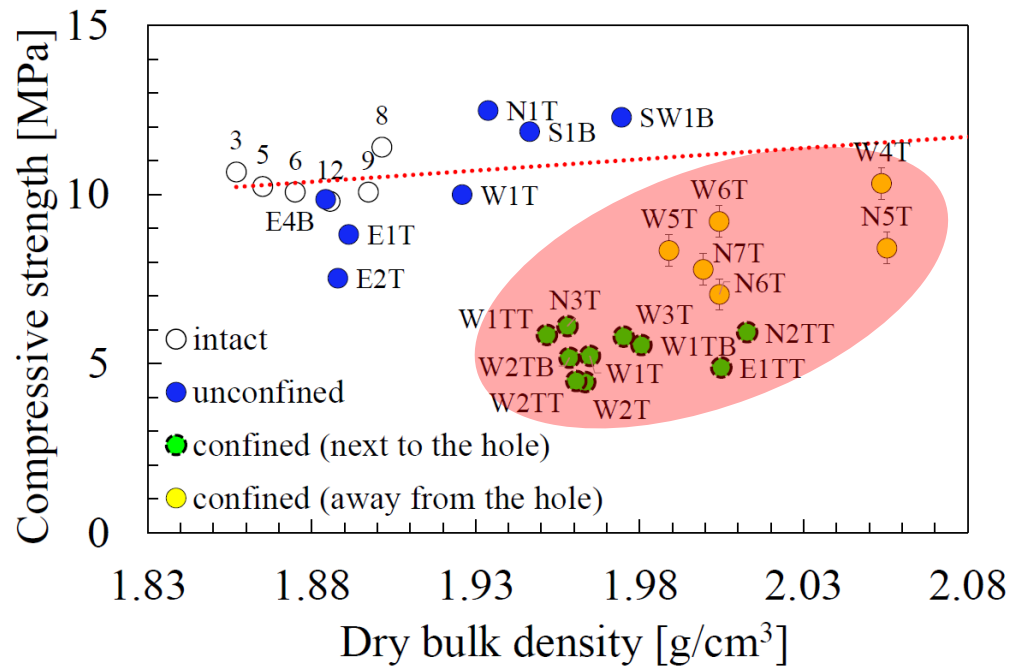 Compressive strength [MPa]
15
10
5
0
3
5
6
12
9
8
N1T
S1B
SW1B
W1T
E4B
E1T
E2T
W4T
W6T
W5T
N5T
N7T
N6T
N3T
W1TT
W3T
N2TT
W1TB
W2TB
W1T
E1TT
W2TT
W2T
intact
unconfined
confined (next to the hole)
confined (away from the hole)
1.83
1.88
1.93
1.98
2.03
2.08
Dry bulk density [g/cm³]